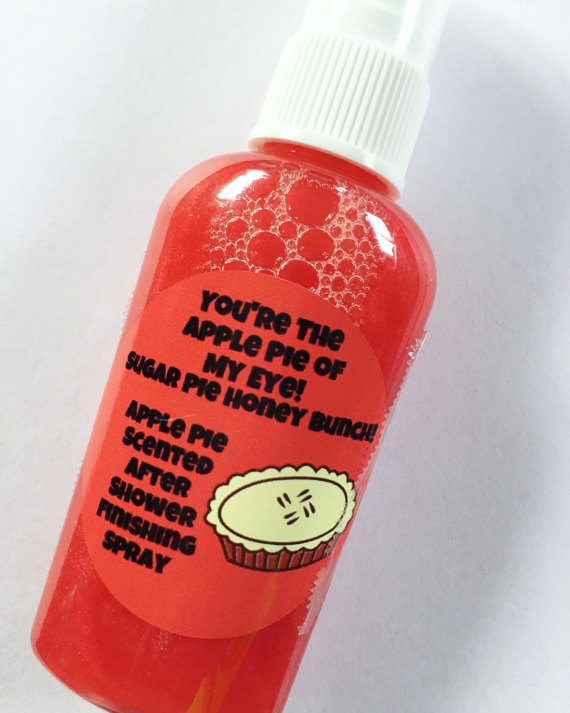 You're the
Apple Pie of
My Eye!
Sugar Pie Honey Bunch!
Apple Pie
Scented
After
Shower
Finishing
Spray